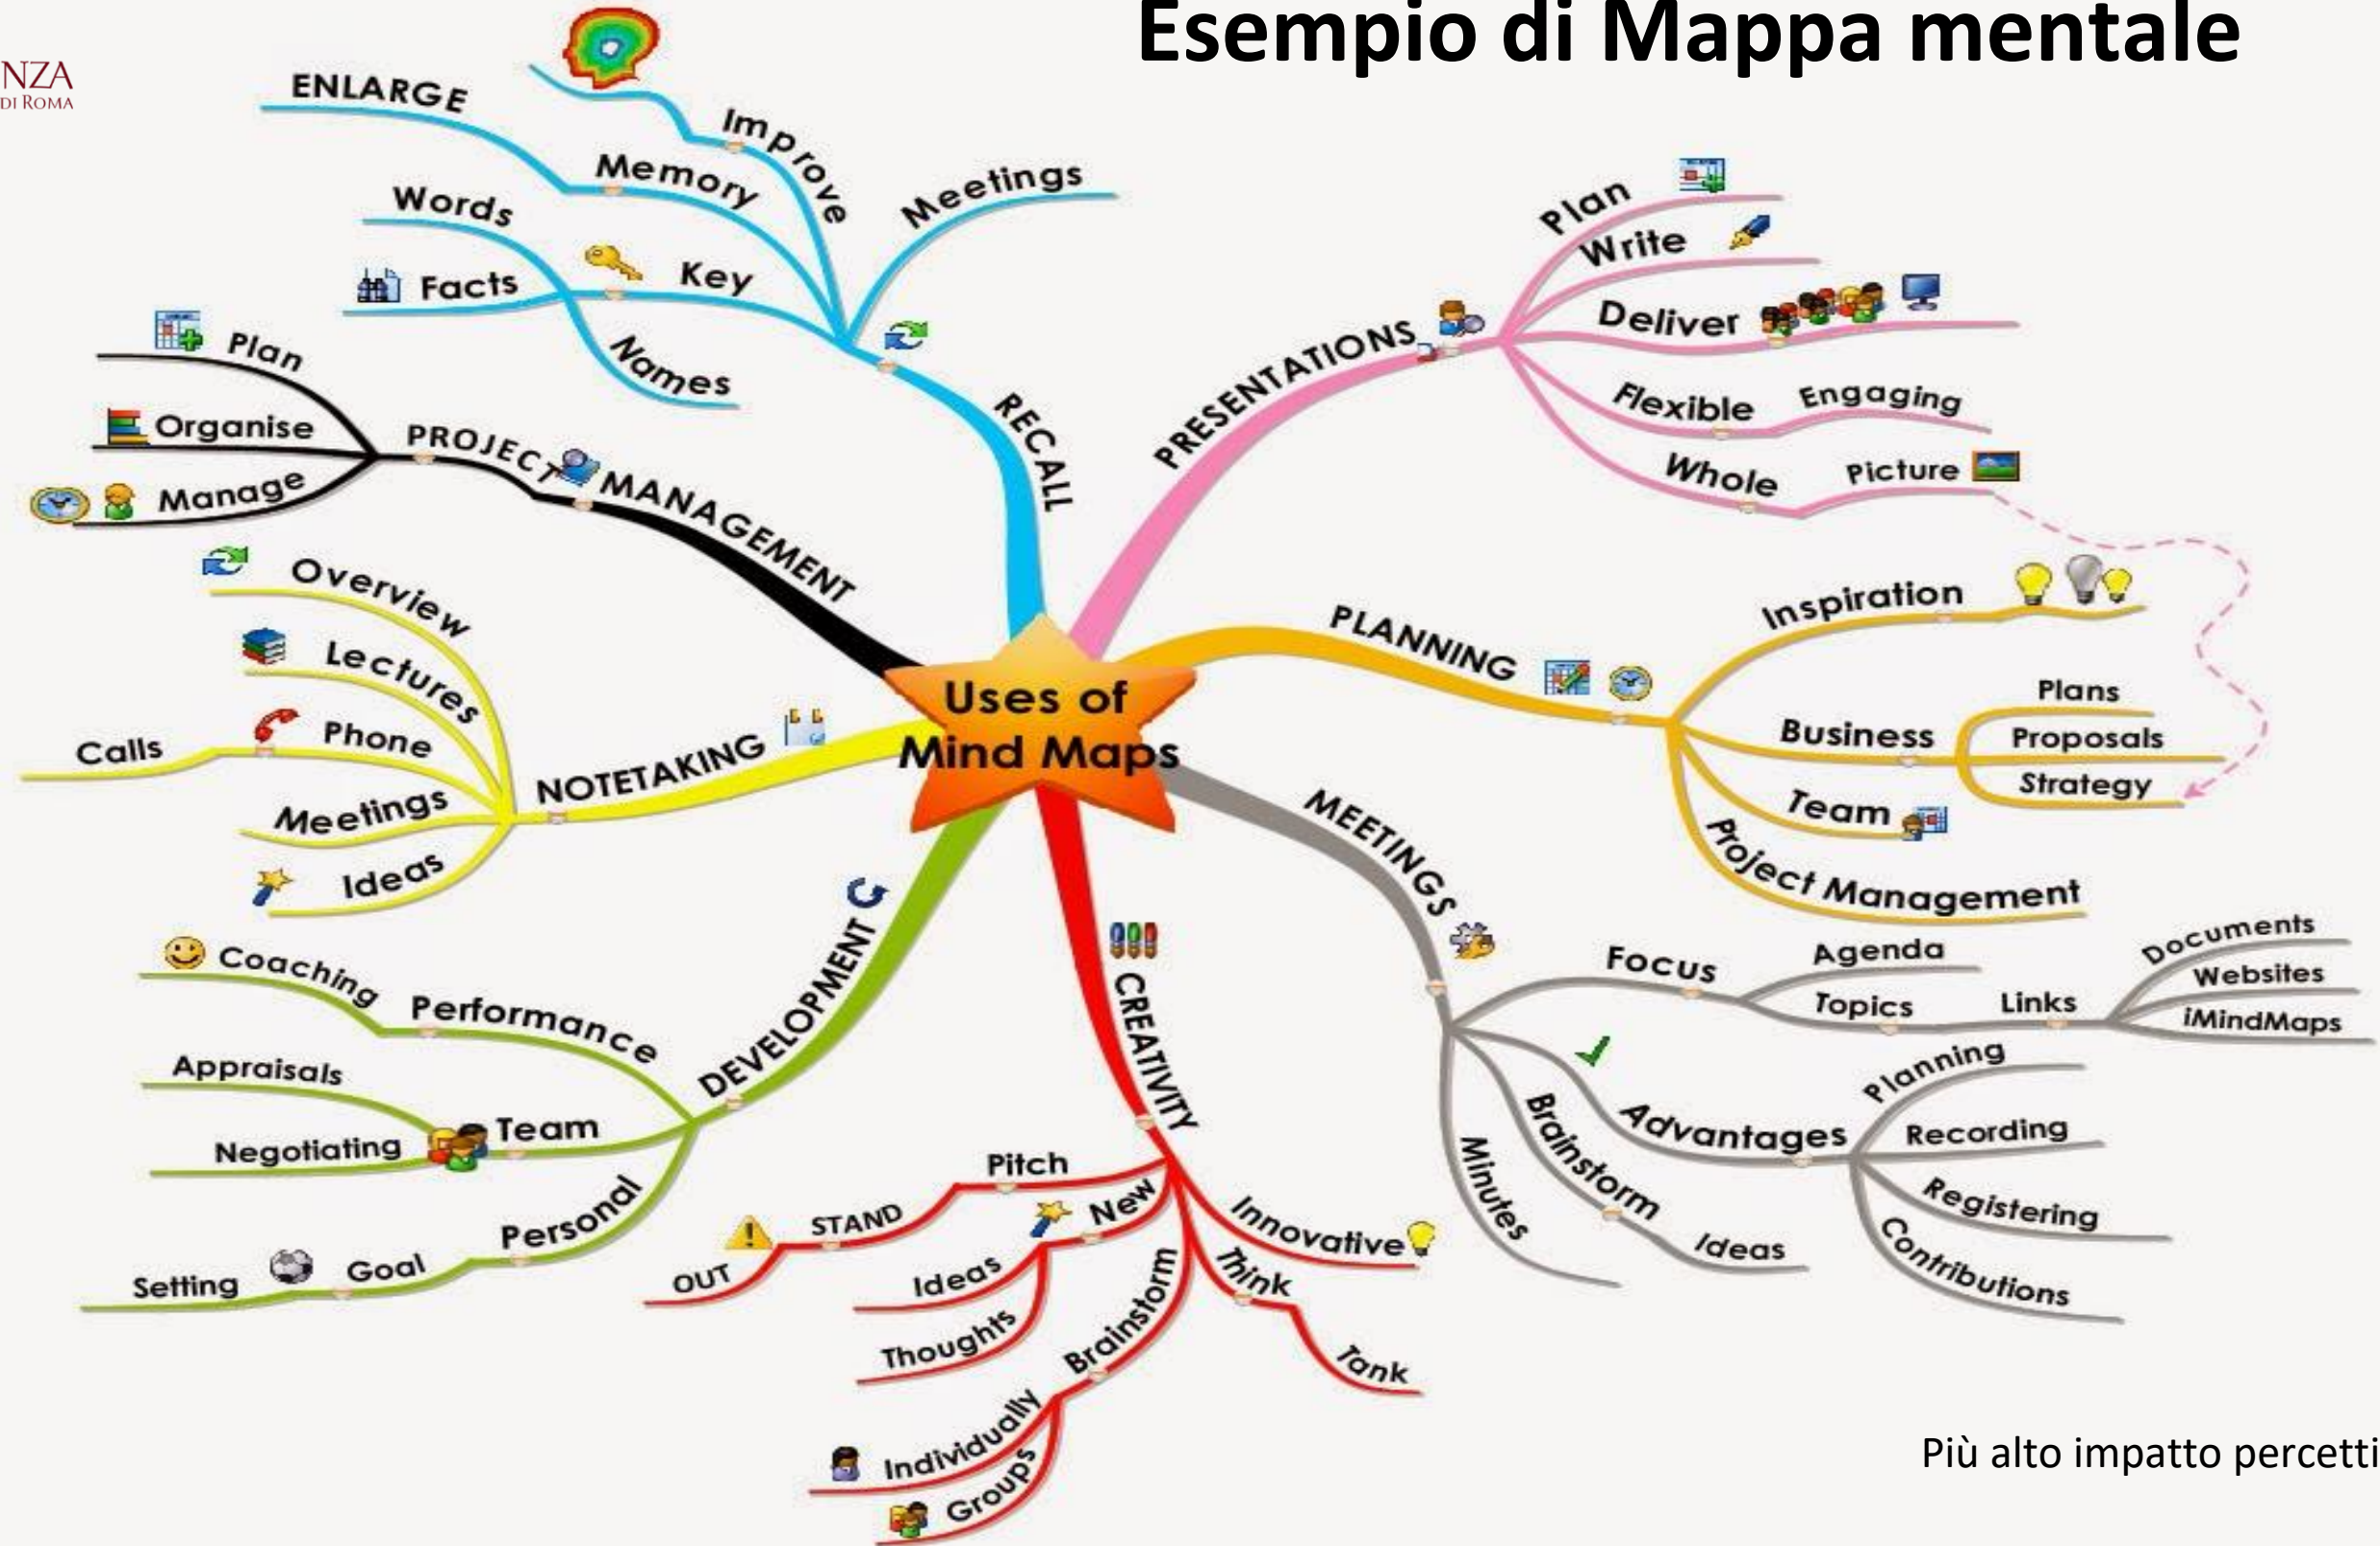 Esempio di Mappa mentale
NZA
DI ROMA
Uses of
Mind Maps
RECALL
Improve
Memory
ENLARGE
Key
Words
Facts
Names
Meetings
PRESENTATIONS
Plan
Write
Deliver
Flexible Engaging
Whole Picture
PLANNING
Inspiration
Business
Plans
Proposals
Strategy
Team
Project Management
MEETINGS
Focus
Agenda
Topics Links
Documents
Websites
iMindMaps
Advantages
Planning
Recording
Registering
Contributions
Brainstorm
Ideas
Minutes
CREATIVITY
Innovative
Think
Tank
Brainstorm
Individually
Groups
New
Ideas
Thoughts
Pitch
STAND
OUT
DEVELOPMENT
Performance
Coaching
Team
Appraisals
Negotiating
Personal
Goal
Setting
NOTETAKING
Overview
Lectures
Phone
Calls
Meetings
Ideas
PROJECT MANAGEMENT
Plan
Organise
Manage
Più alto impatto percetti